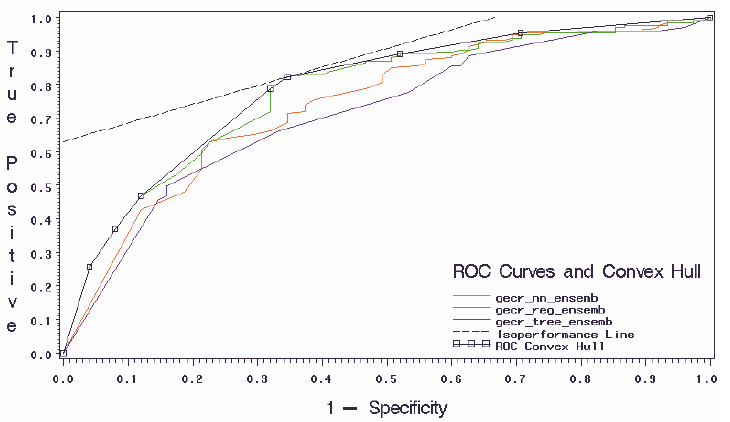 True Positive
1.0
0.9
0.8
0.7
0.6
0.5
0.4
0.3
0.2
0.1
0.0
ROC Curves and Convex Hull
gecr_nn_ensemb
gecr_reg_ensemb
gecr_tree_ensemb
Isoperformance Line
ROC Convex Hull
0.0 0.1 0.2 0.3 0.4 0.5 0.6 0.7 0.8 0.9 1.0
1 — Specificity